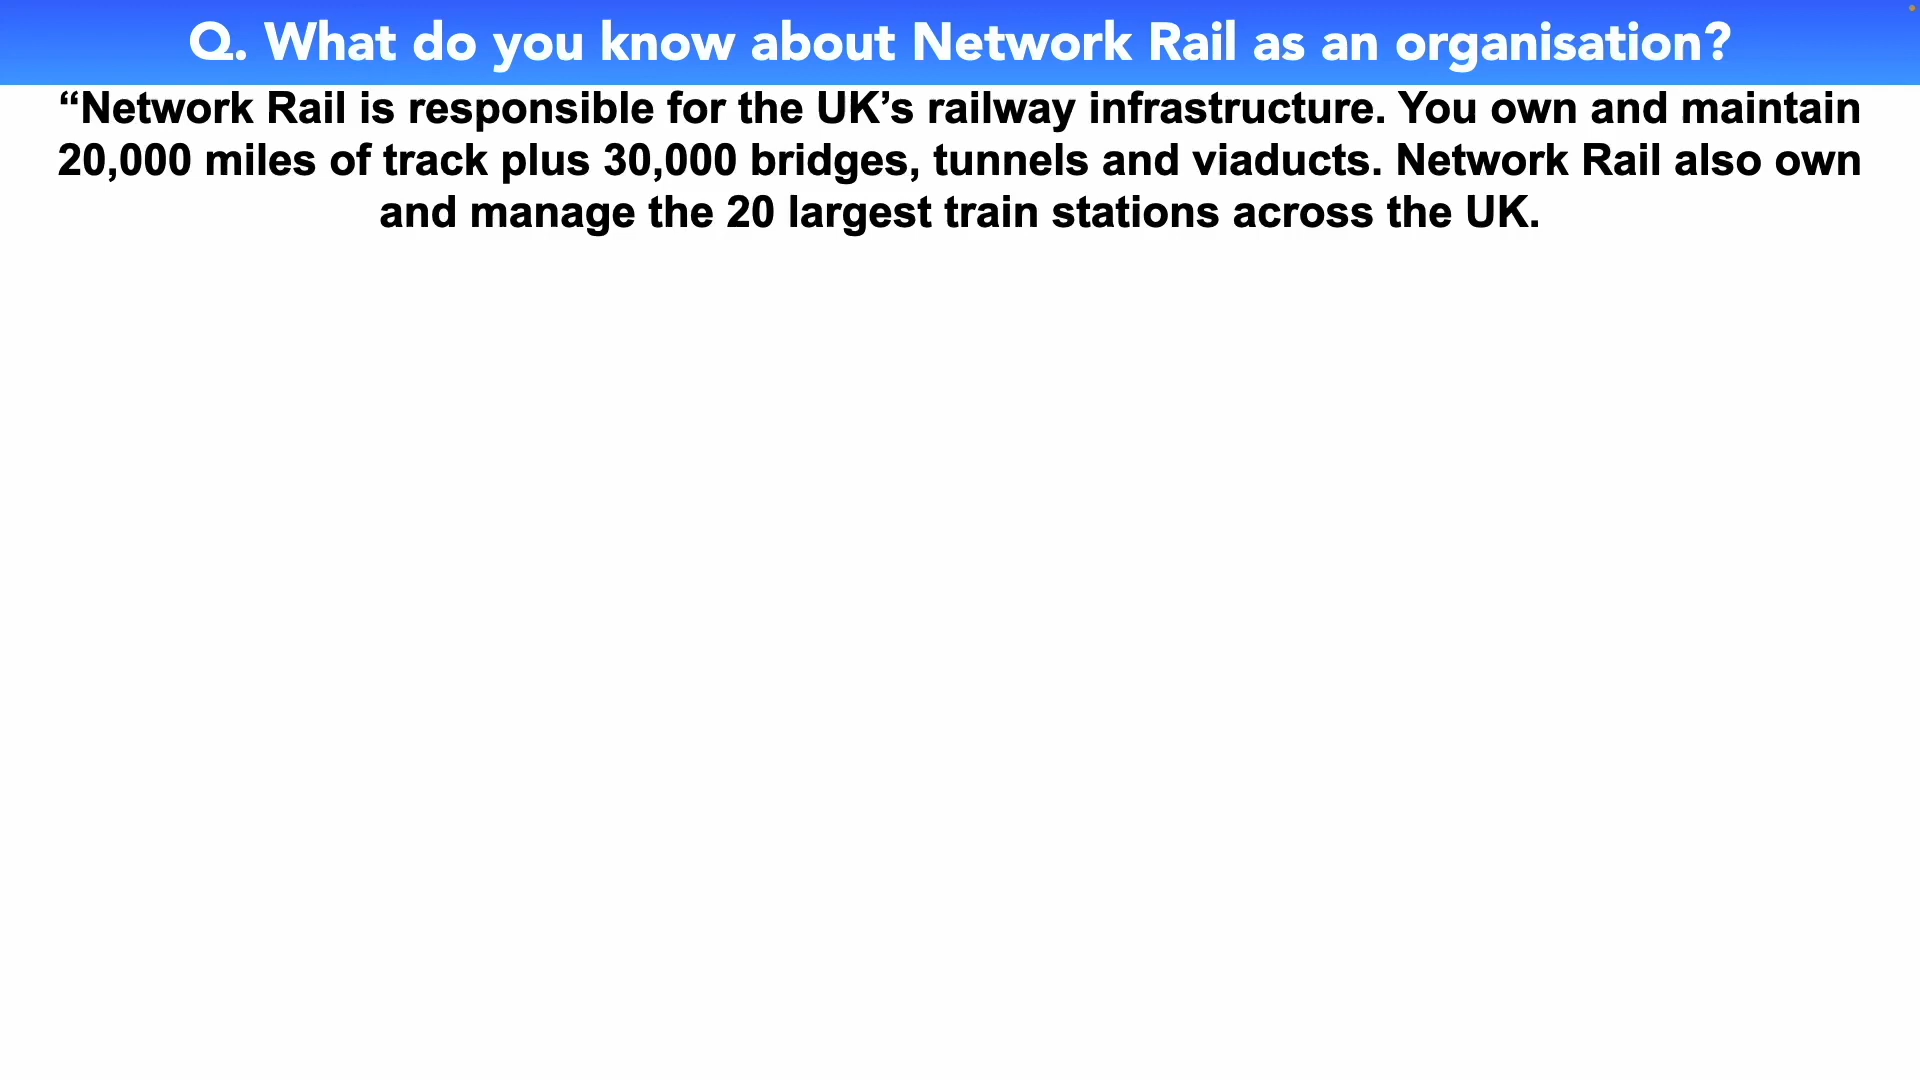 Q. What do you know about Network Rail as an organisation?
“Network Rail is responsible for the UK’s railway infrastructure. You own and maintain
20,000 miles of track plus 30,000 bridges, tunnels and viaducts. Network Rail also own
and manage the 20 largest train stations across the UK.